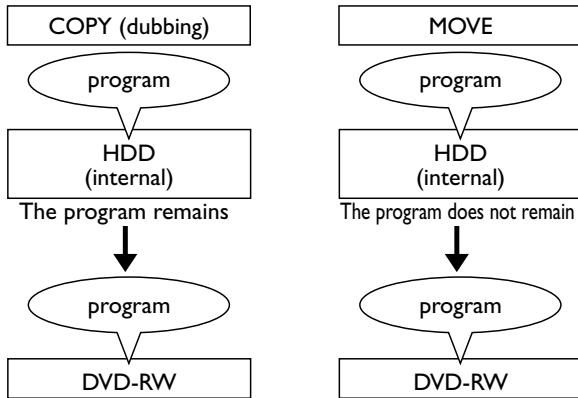 COPY (dubbing)
program
HDD
(internal)
The program remains
program
DVD-RW
MOVE
program
HDD
(internal)
The program does not remain
program
DVD-RW